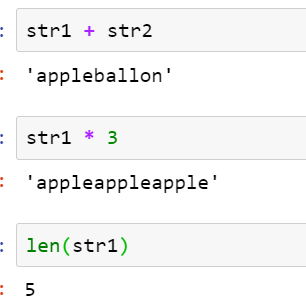 : str1 + str2
: 'appleballon'
: str1 * 3
: 'appleappleapple'
: len(str1)
: 5